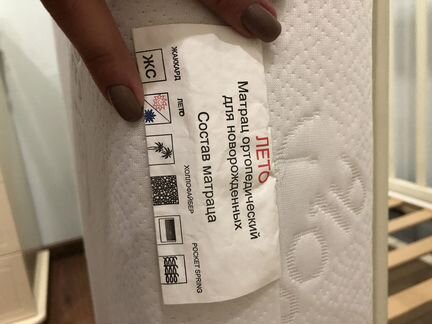 ЛЕТО
Матрац ортопедический
для новорожденных
Состав матраца
ЖАККАРД
ЖС
ЛЕТО
ХОЛЛОФАЙБЕР
POCKET SPRING